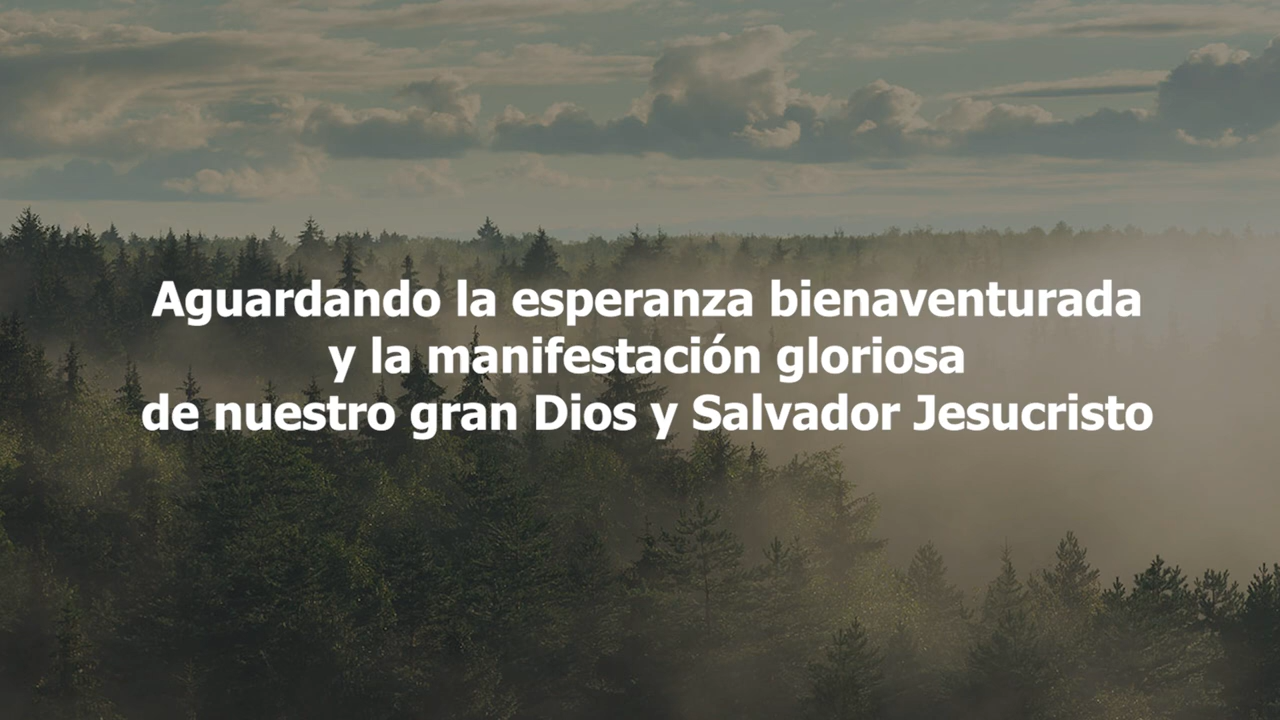 Aguardando la esperanza bienaventurada
y la manifestación gloriosa
de nuestro gran Dios y Salvador Jesucristo